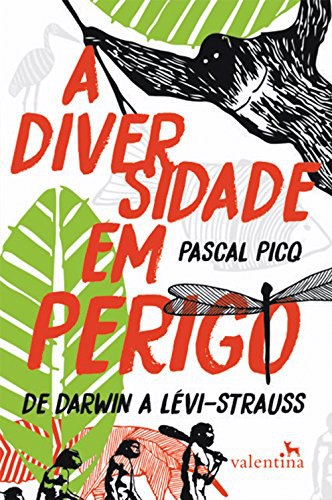 A
DIVER
SIDADE
EM
PASCAL PICQ
PERIGO
DE DARWIN A LÉVI-STRAUSS
valentina